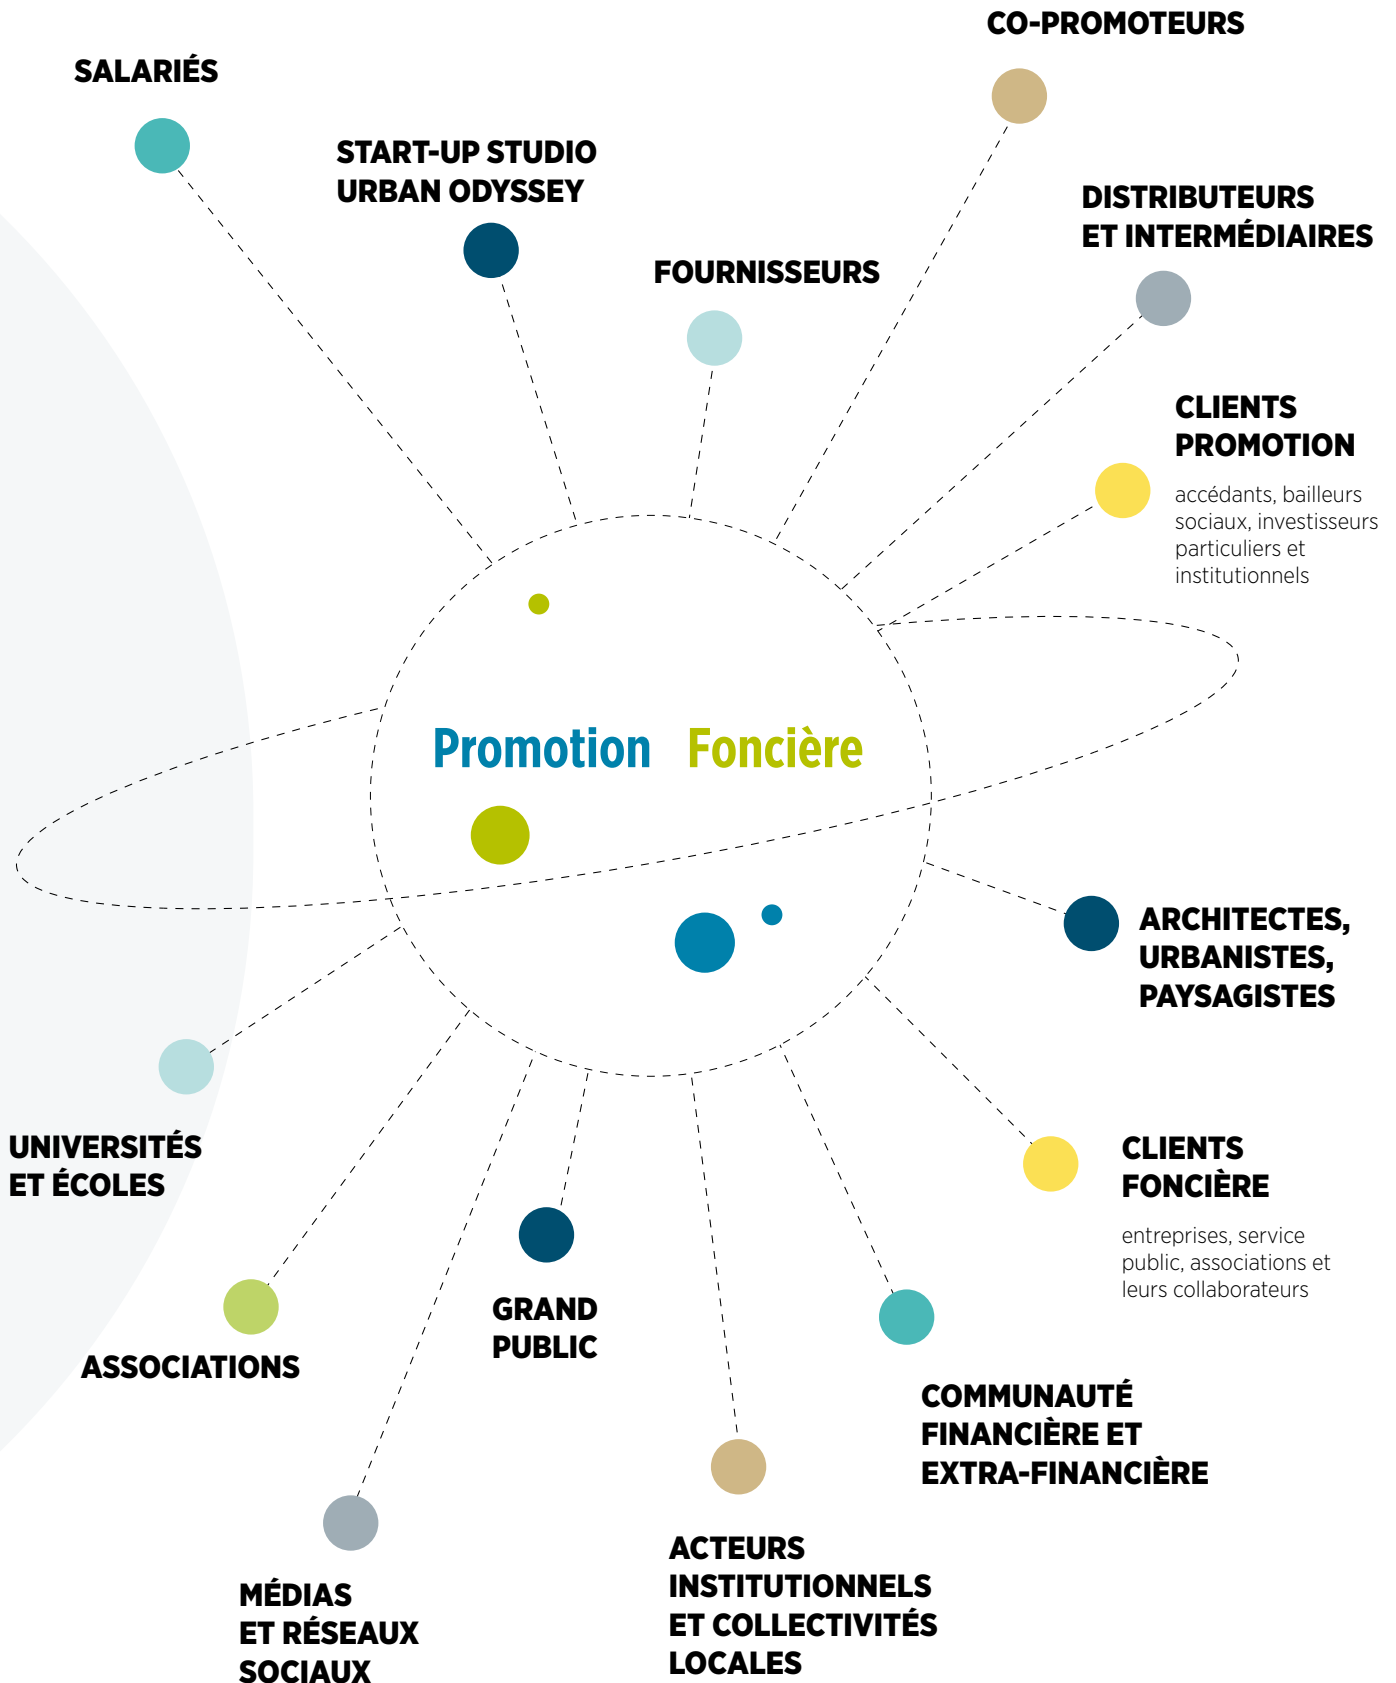 CO-PROMOTEURS
SALARIÉS
START-UP STUDIO
URBAN ODYSSEY
DISTRIBUTEURS
ET INTERMÉDIAIRES
FOURNISSEURS
CLIENTS
PROMOTION
accédants, bailleurs
sociaux, investisseurs
particuliers et
institutionnels
Promotion Foncière
ARCHITECTES,
URBANISTES,
PAYSAGISTES
UNIVERSITÉS
ET ÉCOLES
CLIENTS
FONCIÈRE
entreprises, service
public, associations et
leurs collaborateurs
GRAND
PUBLIC
ASSOCIATIONS
COMMUNAUTÉ
FINANCIÈRE ET
EXTRA-FINANCIÈRE
ACTEURS
INSTITUTIONNELS
ET COLLECTIVITÉS
LOCALES
MÉDIAS
ET RÉSEAUX
SOCIAUX